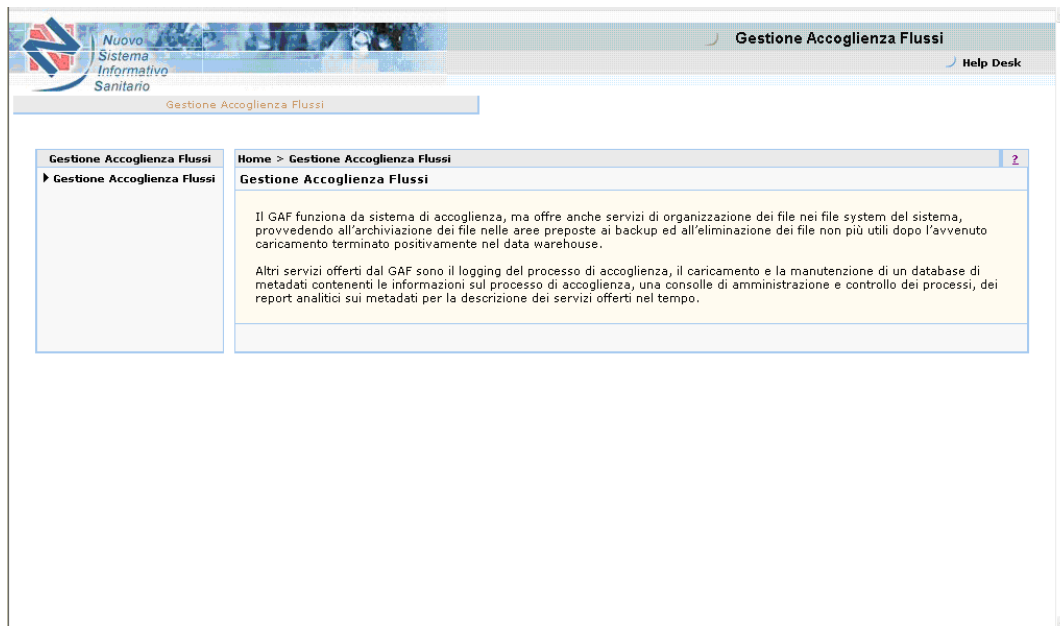 Nuovo
Sistema
Informativo
Sanitario
Gestione Accoglienza Flussi
Help Desk
Gestione Accoglienza Flussi
Gestione Accoglienza Flussi
Gestione Accoglienza Flussi
Home > Gestione Accoglienza Flussi
?
Gestione Accoglienza Flussi
Il GAF funziona da sistema di accoglienza, ma offre anche servizi di organizzazione dei file nei file system del sistema,
provvedendo all'archiviazione dei file nelle aree preposte ai backup ed all'eliminazione dei file non più utili dopo l'avvenuto
caricamento terminato positivamente nel data warehouse.
Altri servizi offerti dal GAF sono il logging del processo di accoglienza, il caricamento e la manutenzione di un database di
metadati contenenti le informazioni sul processo di accoglienza, una consolle di amministrazione e controllo dei processi, dei
report analitici sui metadati per la descrizione dei servizi offerti nel tempo.